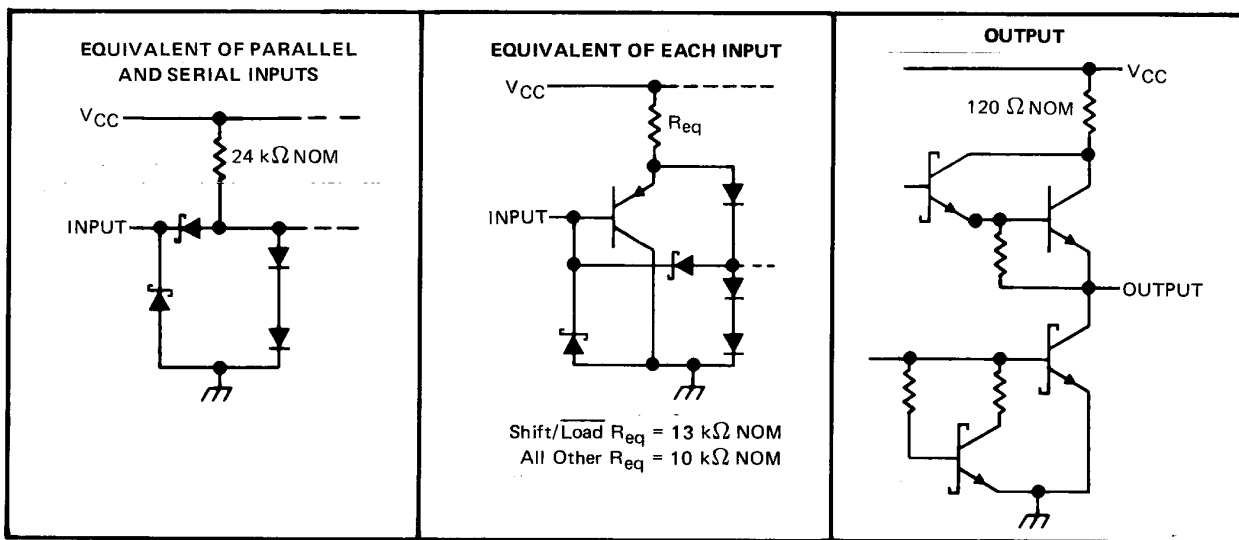 EQUIVALENT OF PARALLEL
AND SERIAL INPUTS
VCC
24 kΩ NOM
INPUT
EQUIVALENT OF EACH INPUT
VCC
Req
INPUT
Shift/L̅o̅a̅d̅ Req = 13 kΩ NOM
All Other Req = 10 kΩ NOM
OUTPUT
VCC
120 Ω NOM
OUTPUT